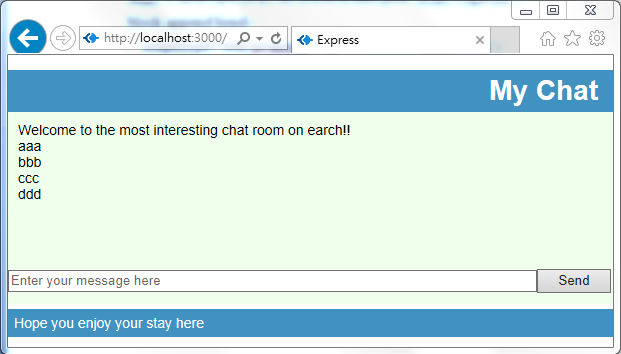 http://localhost:3000/
Express
My Chat
Welcome to the most interesting chat room on earch!!
aaa
bbb
ccc
ddd
Enter your message here
Send
Hope you enjoy your stay here